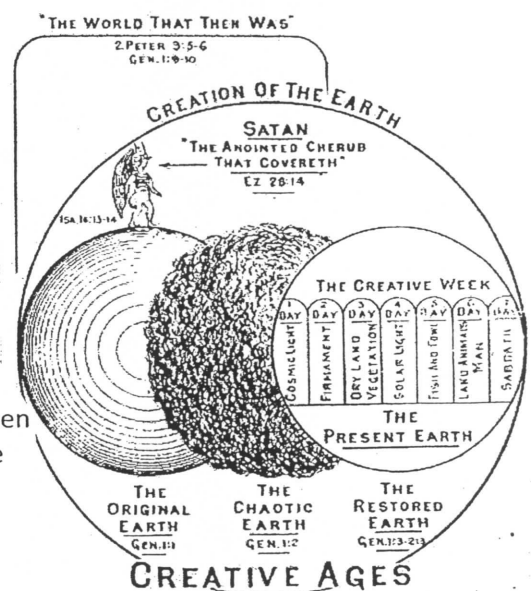 "THE WORLD THAT THEN WAS"
2. PETER 3:5-6
GEN. 1:9-10
CREATION OF THE EARTH
SATAN
"THE ANOINTED CHERUB
THAT COVERETH"
EZ 28:14
ISA. 14:13-14
THE CREATIVE WEEK
1 2 3 4 5 6 7
DAY DAY DAY DAY DAY DAY DAY
COSMIC LIGHT
FIRMAMENT
DRY LAND
VEGETATION
SOLAR LIGHT
FISH AND FOWL
LAND ANIMALS
MAN
SABBATH
THE
PRESENT EARTH
en
e
THE
ORIGINAL
EARTH
GEN. 1:1
THE
CHAOTIC
EARTH
GEN. 1:2
THE
RESTORED
EARTH
GEN. 1:3-2:3
CREATIVE AGES